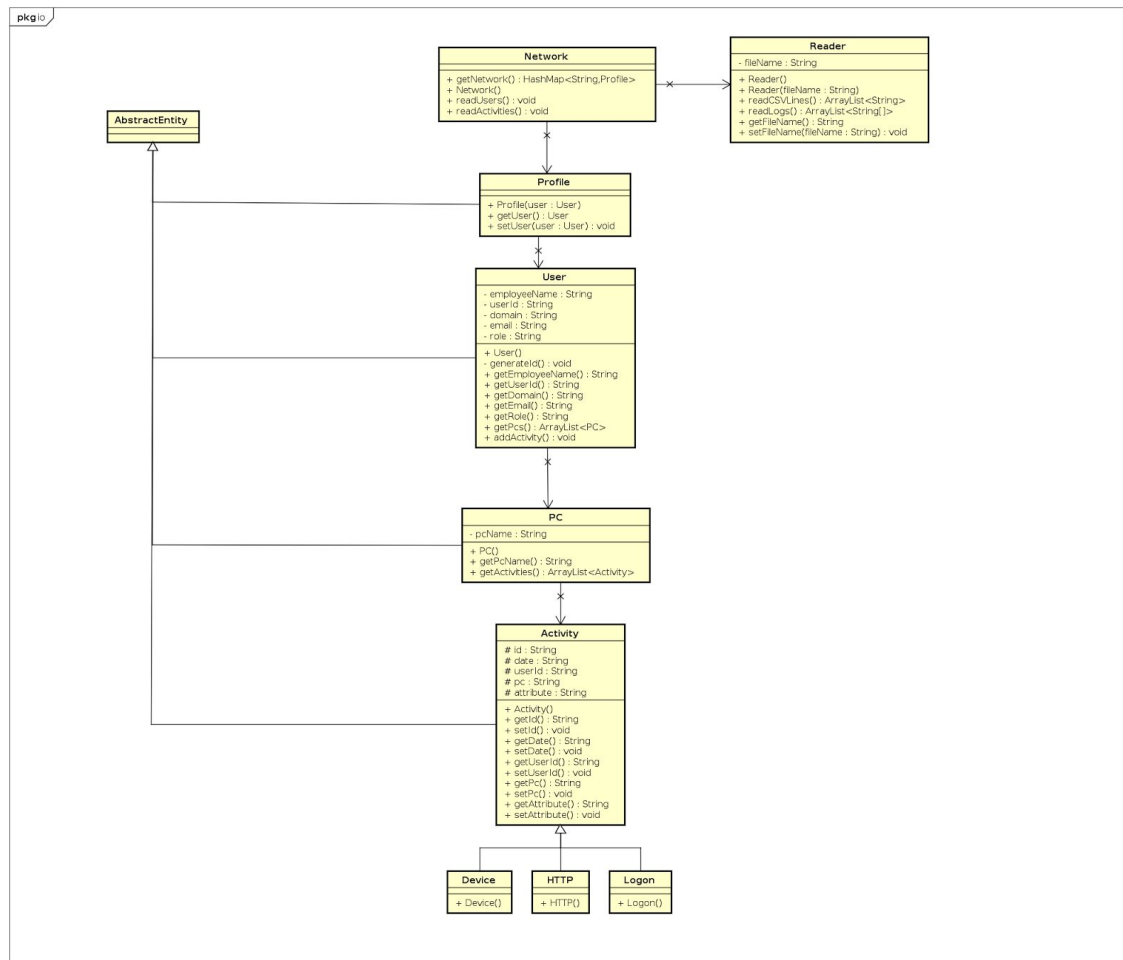 pkg io
Network
+ getNetwork() : HashMap<String,Profile>
+ Network()
+ readUsers() : void
+ readActivities() : void
Reader
- fileName : String
+ Reader()
+ Reader(fileName : String)
+ readCSVLines() : ArrayList<String>
+ readLogs() : ArrayList<String[]>
+ getFileName() : String
+ setFileName(fileName : String) : void
AbstractEntity
Profile
+ Profile(user : User)
+ getUser() : User
+ setUser(user : User) : void
User
- employeeName : String
- userId : String
- domain : String
- email : String
- role : String
+ User()
- generateId() : void
+ getEmployeeName() : String
+ getUserId() : String
+ getDomain() : String
+ getEmail() : String
+ getRole() : String
+ getPcs() : ArrayList<PC>
+ addActivity() : void
PC
- pcName : String
+ PC()
+ getPcName() : String
+ getActivities() : ArrayList<Activity>
Activity
# id : String
# date : String
# userId : String
# pc : String
# attribute : String
+ Activity()
+ getId() : String
+ setId() : void
+ getDate() : String
+ setDate() : void
+ getUserId() : String
+ setUserId() : void
+ getPc() : String
+ setPc() : void
+ getAttribute() : String
+ setAttribute() : void
Device
+ Device()
HTTP
+ HTTP()
Logon
+ Logon()